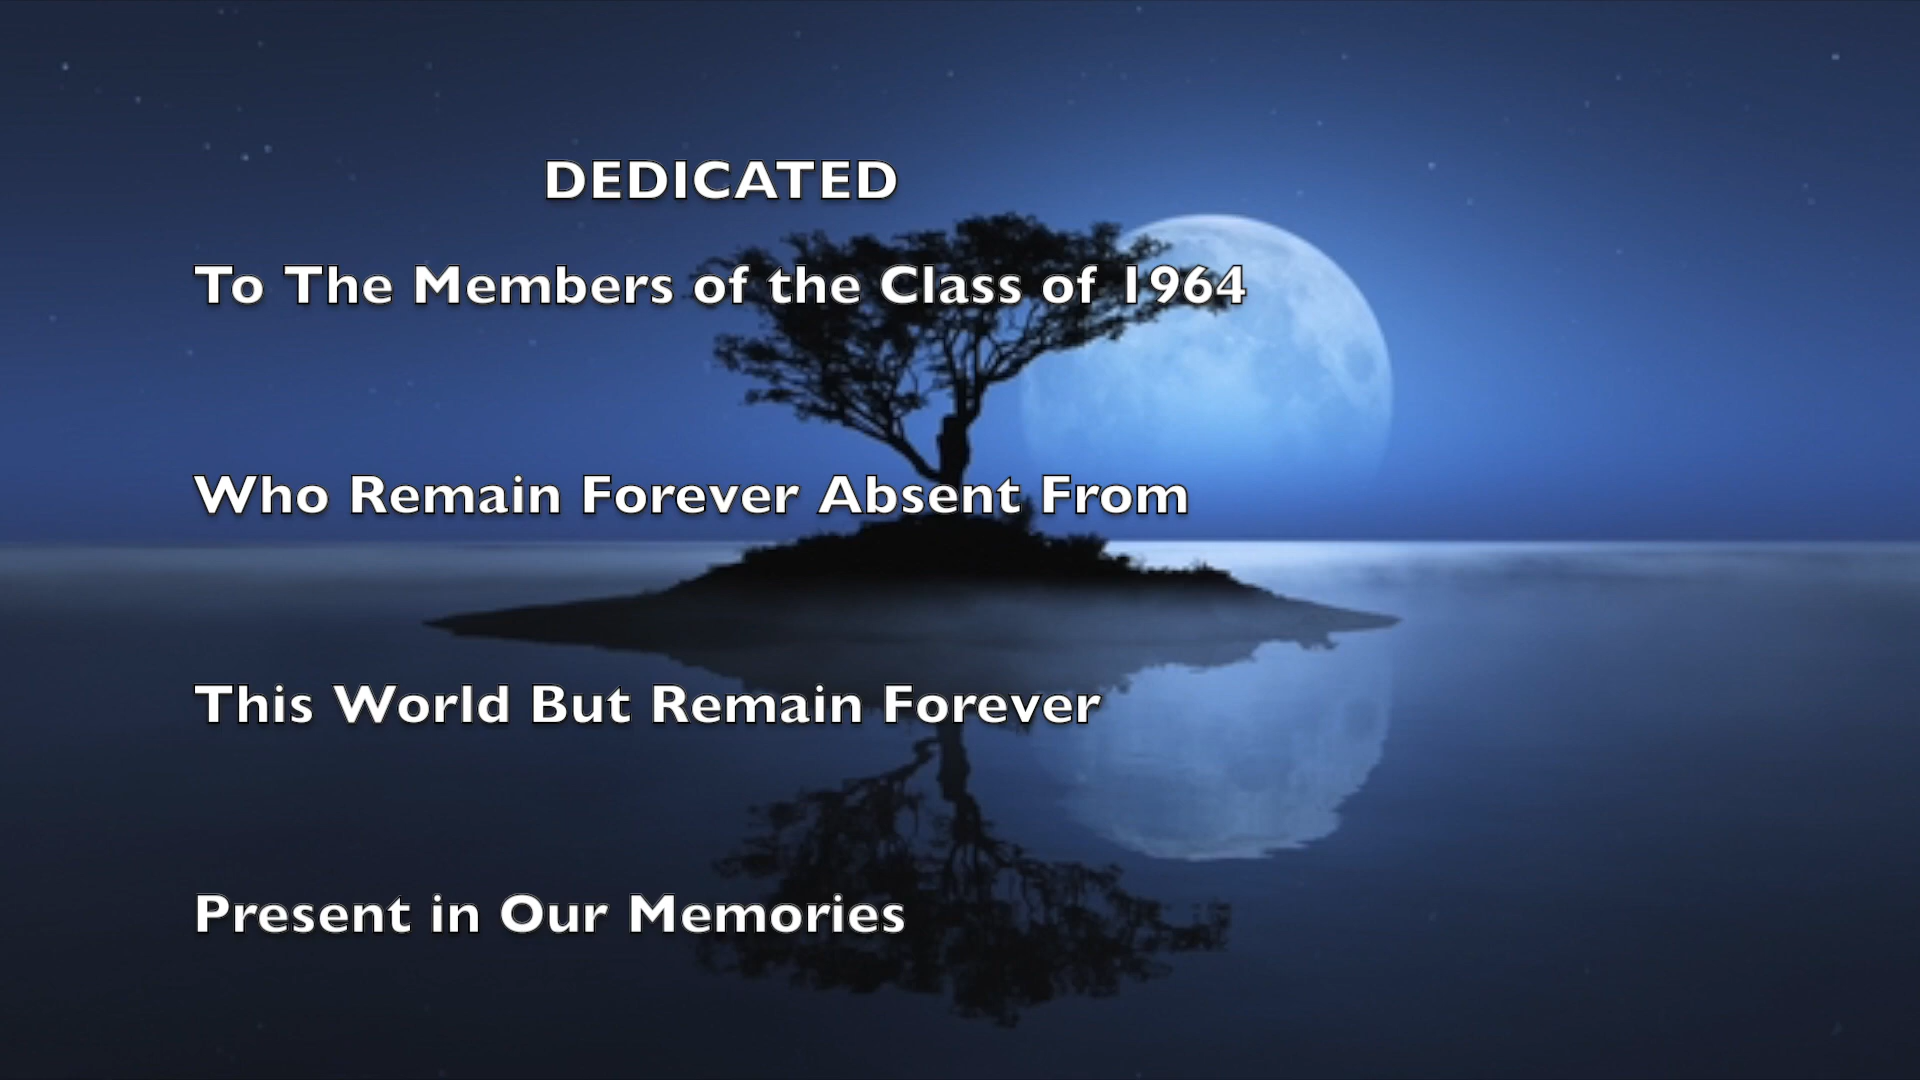 DEDICATED
To The Members of the Class of 1964
Who Remain Forever Absent From
This World But Remain Forever
Present in Our Memories